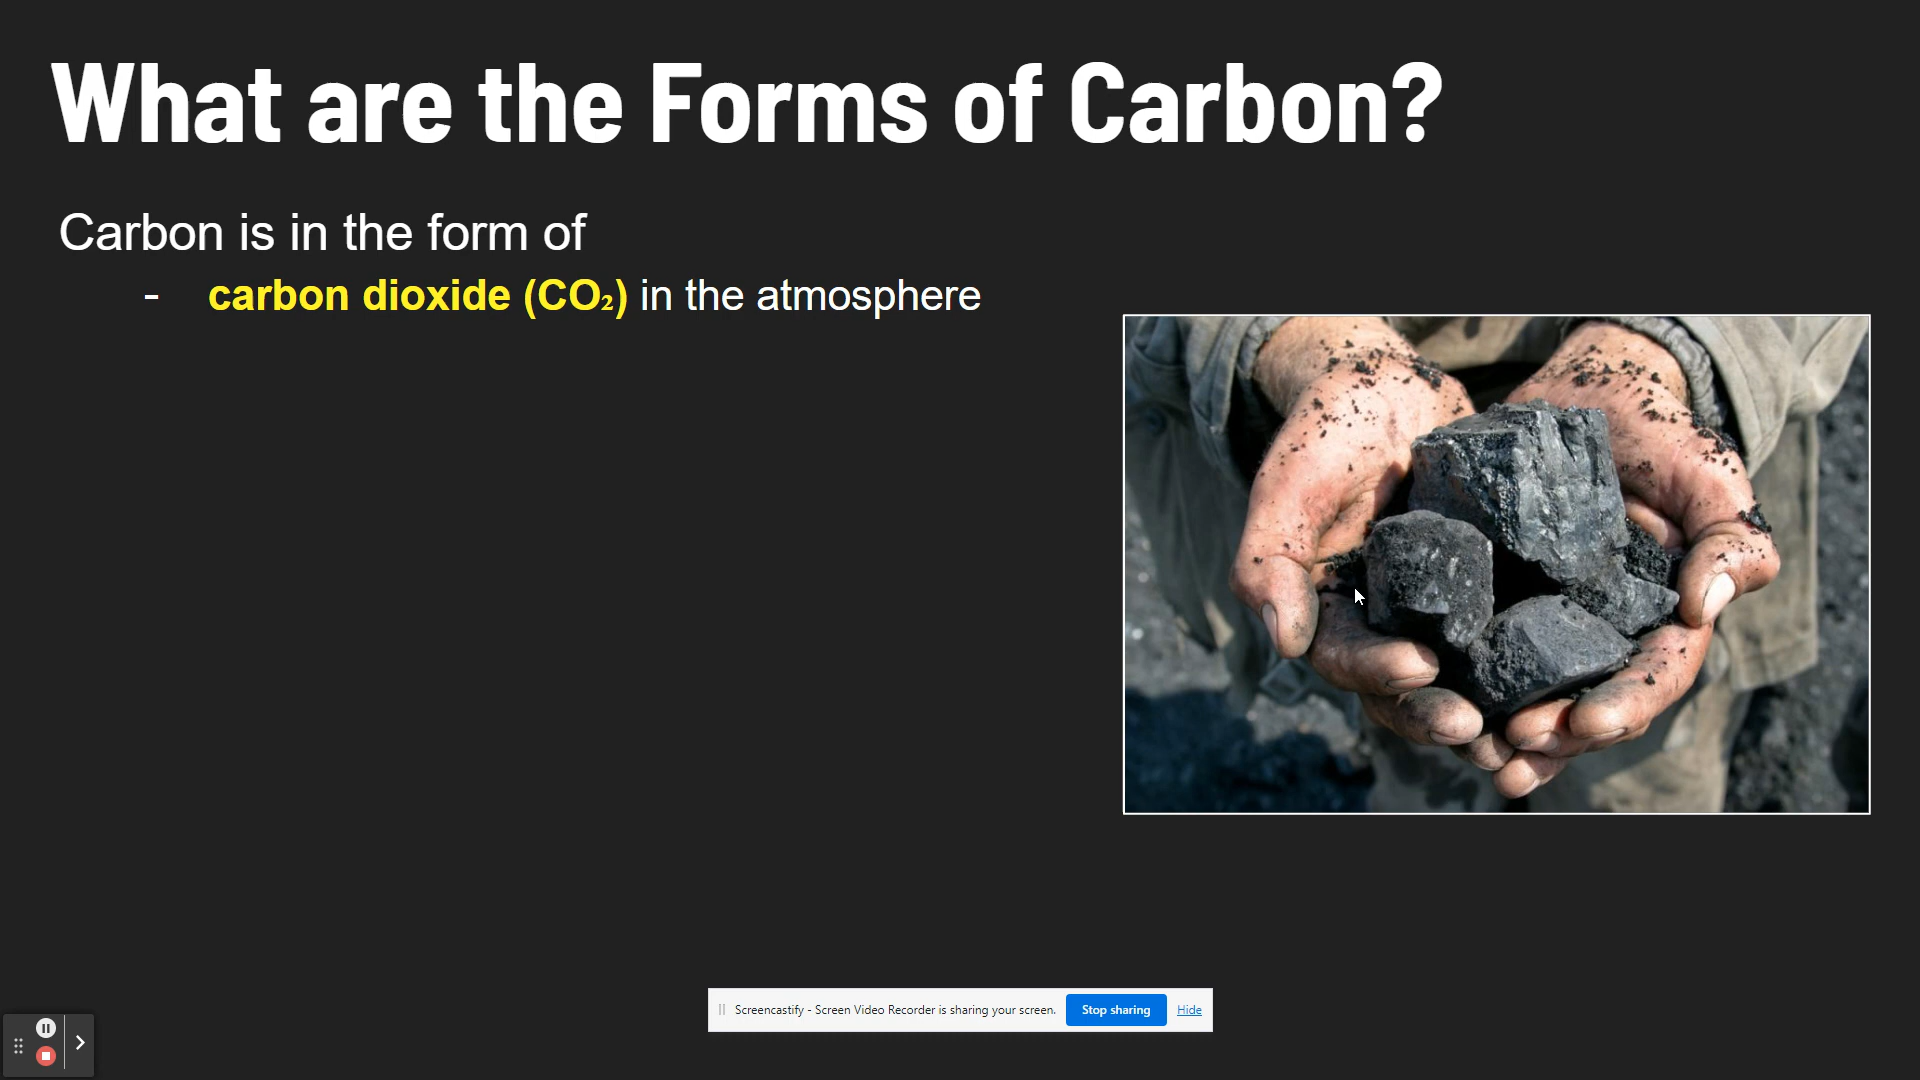 What are the Forms of Carbon?
Carbon is in the form of
- carbon dioxide (CO₂) in the atmosphere
Screencastify - Screen Video Recorder is sharing your screen. Stop sharing Hide